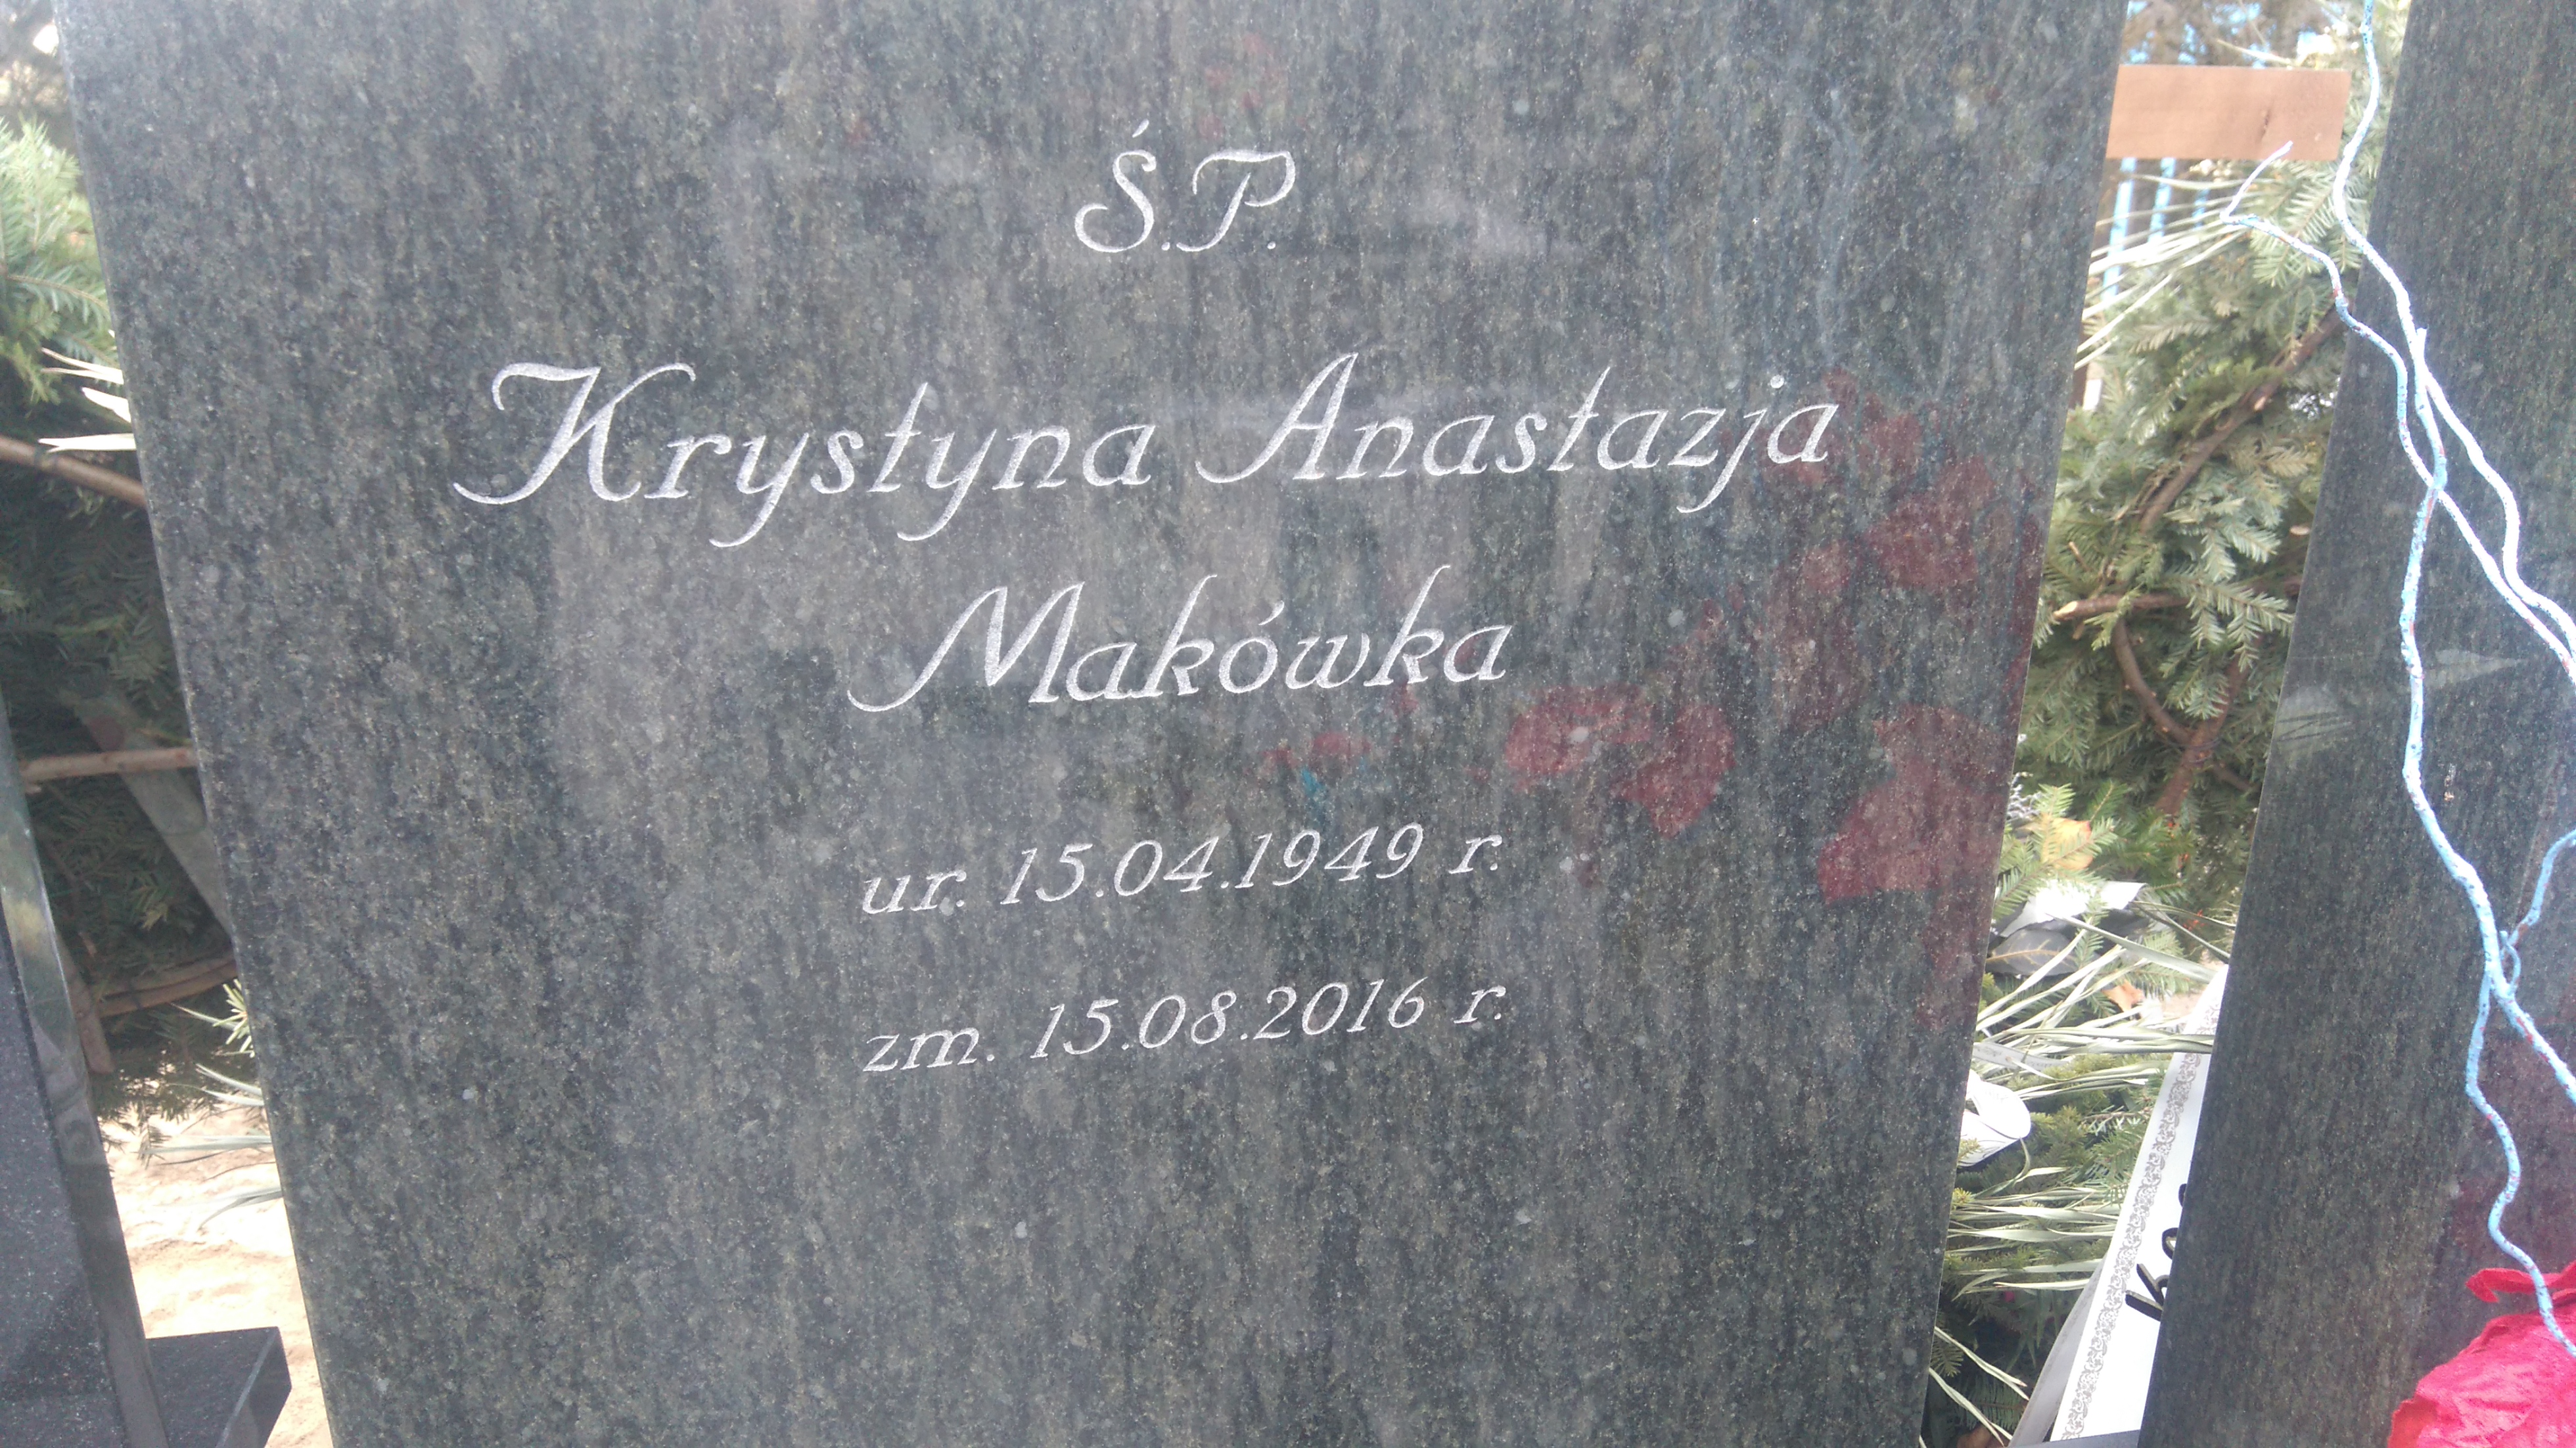 Ś.P.
Krystyna Anastazja
Makówka
ur. 15.04.1949 r.
zm. 15.08.2016 r.